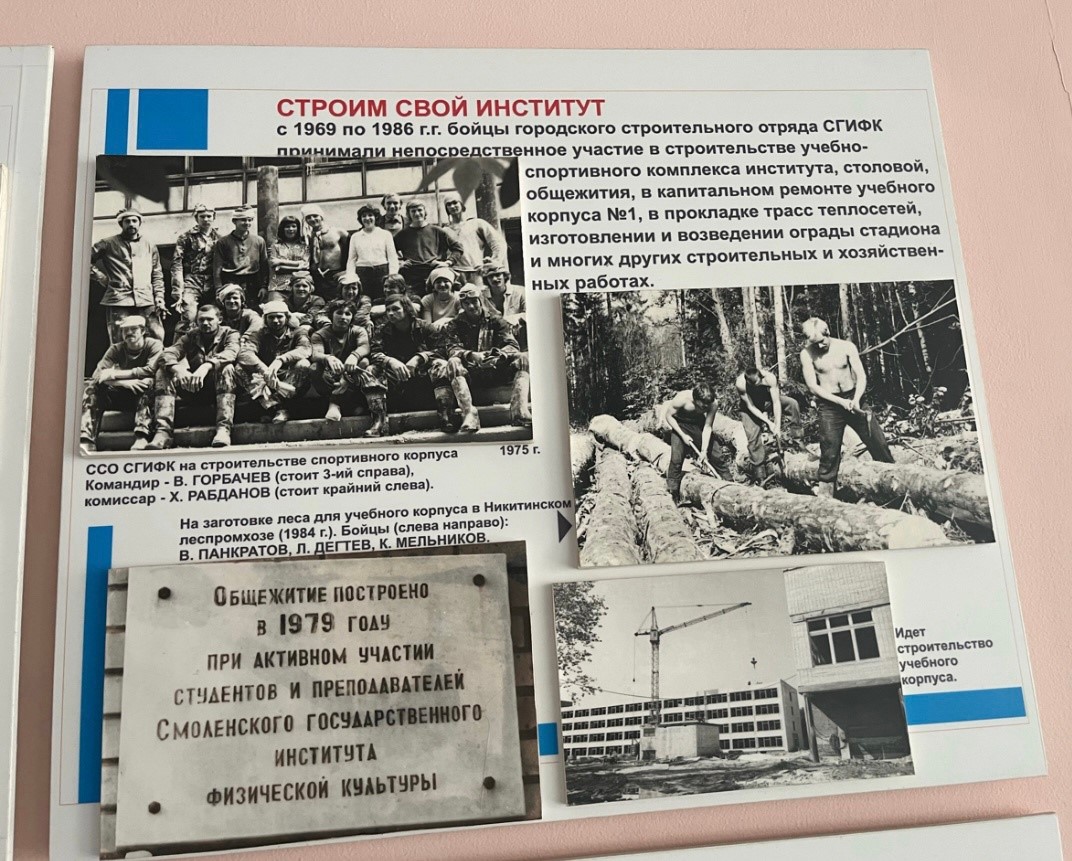 СТРОИМ СВОЙ ИНСТИТУТ
с 1969 по 1986 г.г. бойцы городского строительного отряда СГИФК
принимали непосредственное участие в строительстве учебно-
спортивного комплекса института, столовой,
общежития, в капитальном ремонте учебного
корпуса №1, в прокладке трасс теплосетей,
изготовлении и возведении ограды стадиона
и многих других строительных и хозяйствен-
ных работах.
ССО СГИФК на строительстве спортивного корпуса 1975 г.
Командир - В. ГОРБАЧЕВ (стоит 3-ий справа),
комиссар - Х. РАБДАНОВ (стоит крайний слева).
На заготовке леса для учебного корпуса в Никитинском
леспромхозе (1984 г.). Бойцы (слева направо):
В. ПАНКРАТОВ, Л. ДЕГТЕВ, К. МЕЛЬНИКОВ.
ОБЩЕЖИТИЕ ПОСТРОЕНО
В 1979 ГОДУ
ПРИ АКТИВНОМ УЧАСТИИ
СТУДЕНТОВ И ПРЕПОДАВАТЕЛЕЙ
СМОЛЕНСКОГО ГОСУДАРСТВЕННОГО
ИНСТИТУТА
ФИЗИЧЕСКОЙ КУЛЬТУРЫ
Идет
строительство
учебного
корпуса.